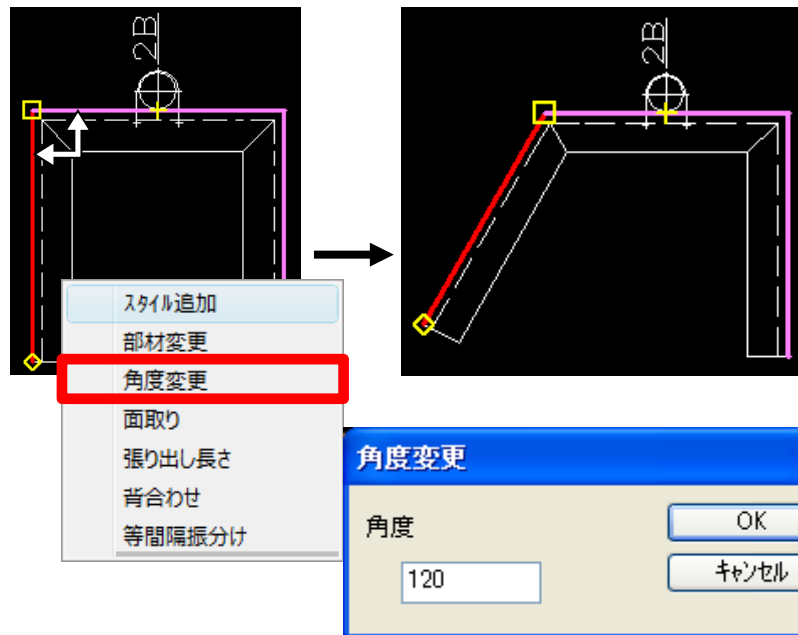 2B
2B
ｽﾀｲﾙ追加
部材変更
角度変更
面取り
張り出し長さ
背合わせ
等間隔振分け
角度変更
角度
OK
120
ｷｬﾝｾﾙ